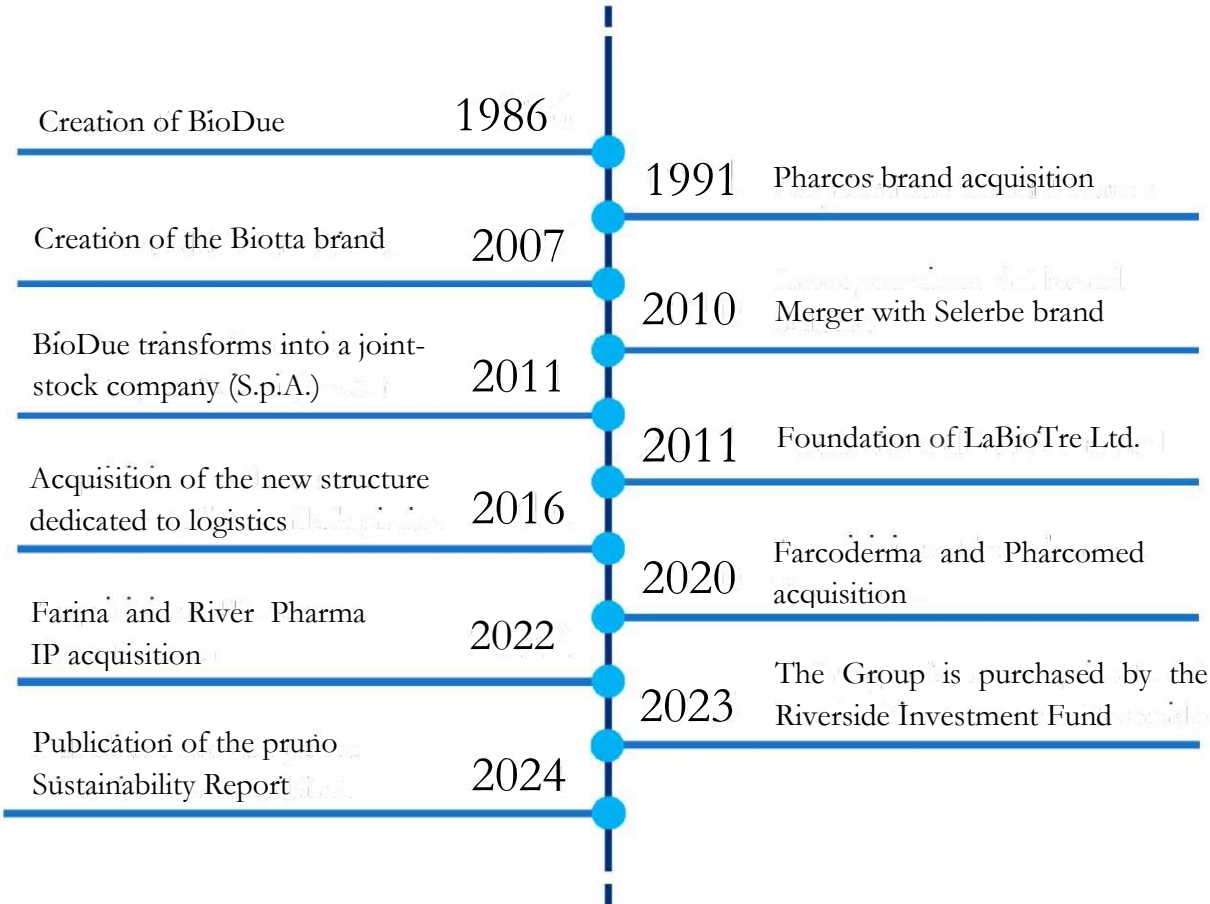 Creation of BioDue
1986
1991
Pharcos brand acquisition
Creation of the Biotta brand
2007
2010
Merger with Selerbe brand
BioDue transforms into a joint-
stock company (S.p.A.)
2011
2011
Foundation of LaBioTre Ltd.
Acquisition of the new structure
dedicated to logistics
2016
2020
Farcoderma and Pharcomed
acquisition
Farina and River Pharma
IP acquisition
2022
2023
The Group is purchased by the
Riverside Investment Fund
Publication of the pruno
Sustainability Report
2024